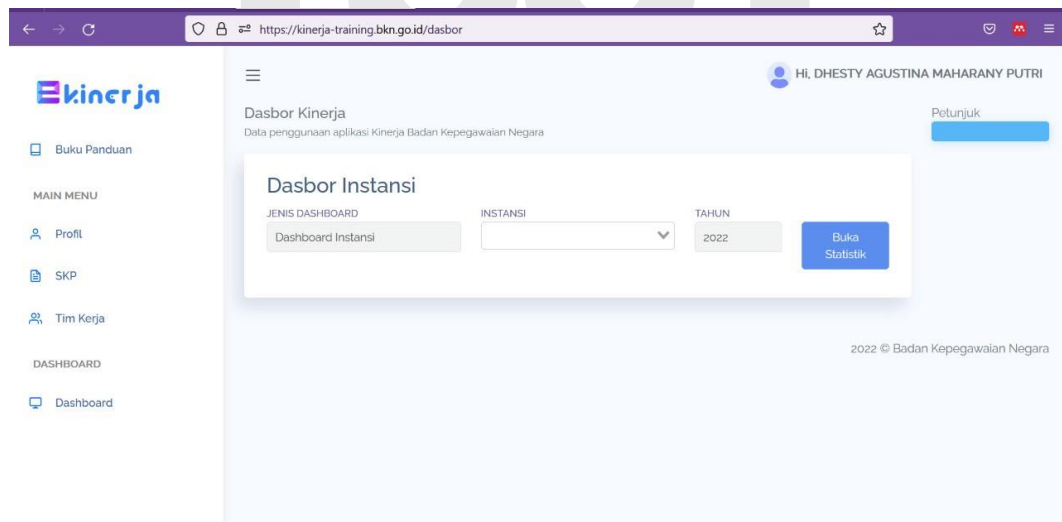 https://kinerja-training.bkn.go.id/dasbor
Ekinerja
Hi, DHESTY AGUSTINA MAHARANY PUTRI
Dasbor Kinerja
Data penggunaan aplikasi Kinerja Badan Kepegawaian Negara
Petunjuk
Buku Panduan
MAIN MENU
Profil
SKP
Tim Kerja
DASHBOARD
Dashboard
Dasbor Instansi
JENIS DASHBOARD
INSTANSI
TAHUN
Dashboard Instansi
2022
Buka
Statistik
2022 © Badan Kepegawaian Negara